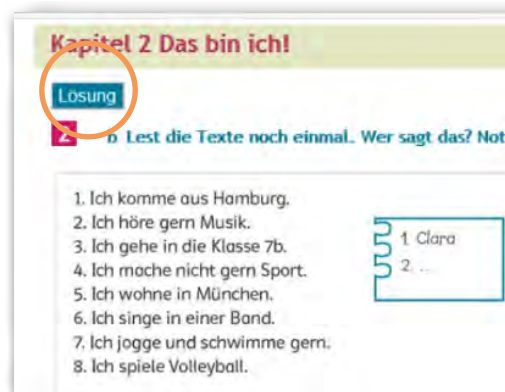 Kapitel 2 Das bin ich!
Lösung
2 b Lest die Texte noch einmal. Wer sagt das? Not
1. Ich komme aus Hamburg.
2. Ich höre gern Musik.
3. Ich gehe in die Klasse 7b.
4. Ich mache nicht gern Sport.
5. Ich wohne in München.
6. Ich singe in einer Band.
7. Ich jogge und schwimme gern.
8. Ich spiele Volleyball.
1 Clara
2 ...